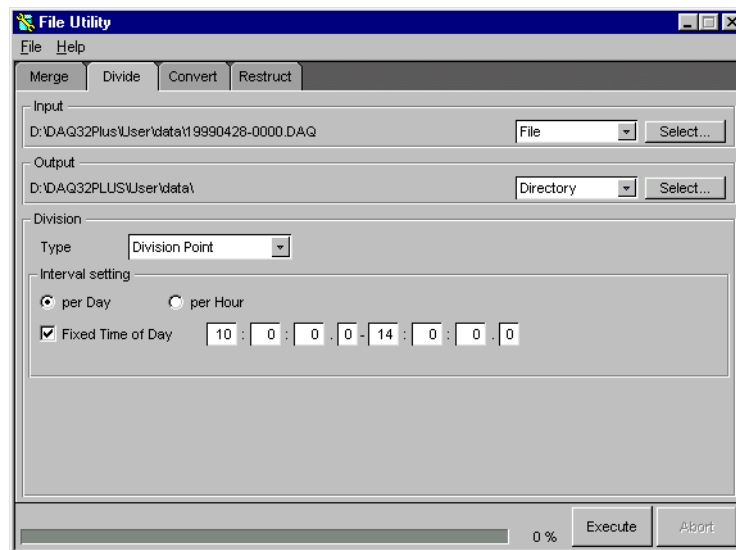 File Utility
File Help
Merge Divide Convert Restruct
Input
D:\DAQ32Plus\User\data\19990428-0000.DAQ File Select...
Output
D:\DAQ32PLUS\User\data\ Directory Select...
Division
Type Division Point
Interval setting
per Day per Hour
Fixed Time of Day 10 : 0 : 0 . 0 - 14 : 0 : 0 . 0
0 % Execute Abort